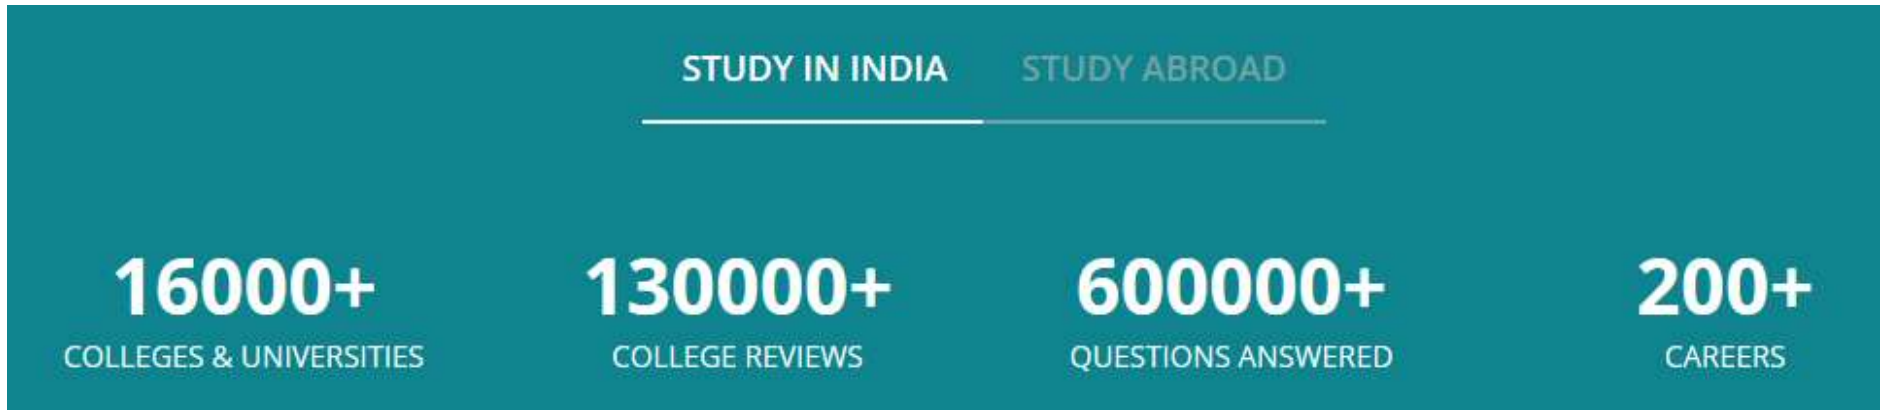 STUDY IN INDIA STUDY ABROAD
16000+ 130000+ 600000+ 200+
COLLEGES & UNIVERSITIES COLLEGE REVIEWS QUESTIONS ANSWERED CAREERS